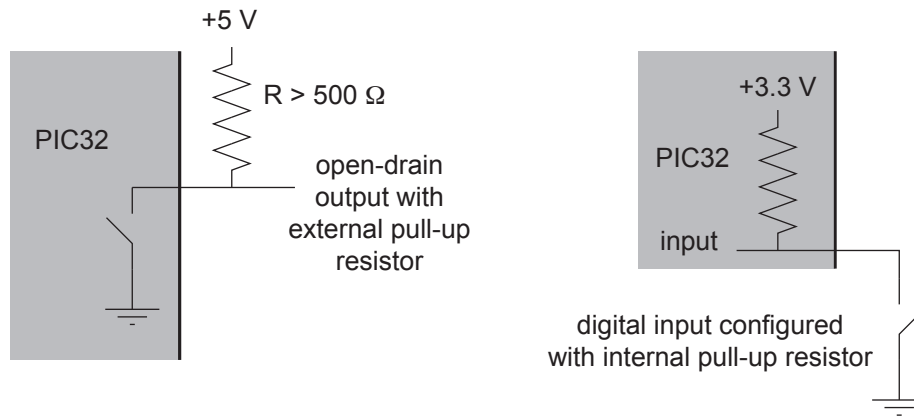 +5 V
R > 500 Ω
PIC32
open-drain
output with
external pull-up
resistor
+3.3 V
PIC32
input
digital input configured
with internal pull-up resistor